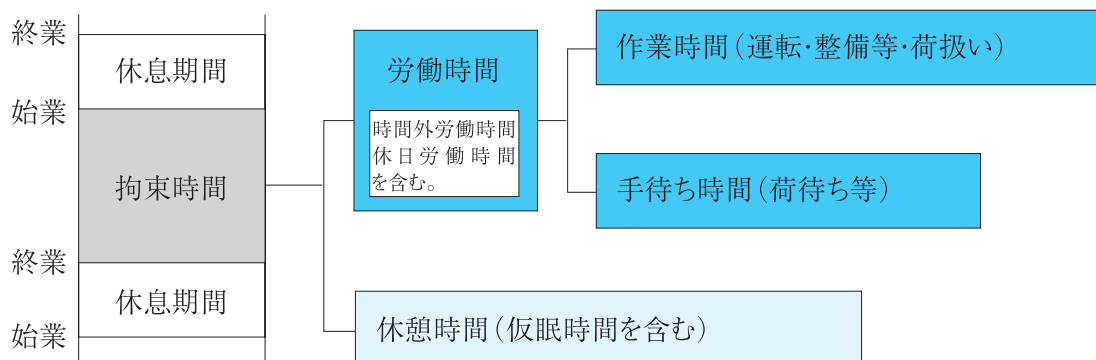 終業
休息期間
始業
拘束時間
終業
休息期間
始業
労働時間
時間外労働時間
休日労働時間
を含む。
作業時間(運転・整備等・荷扱い)
手待ち時間(荷待ち等)
休憩時間(仮眠時間を含む)